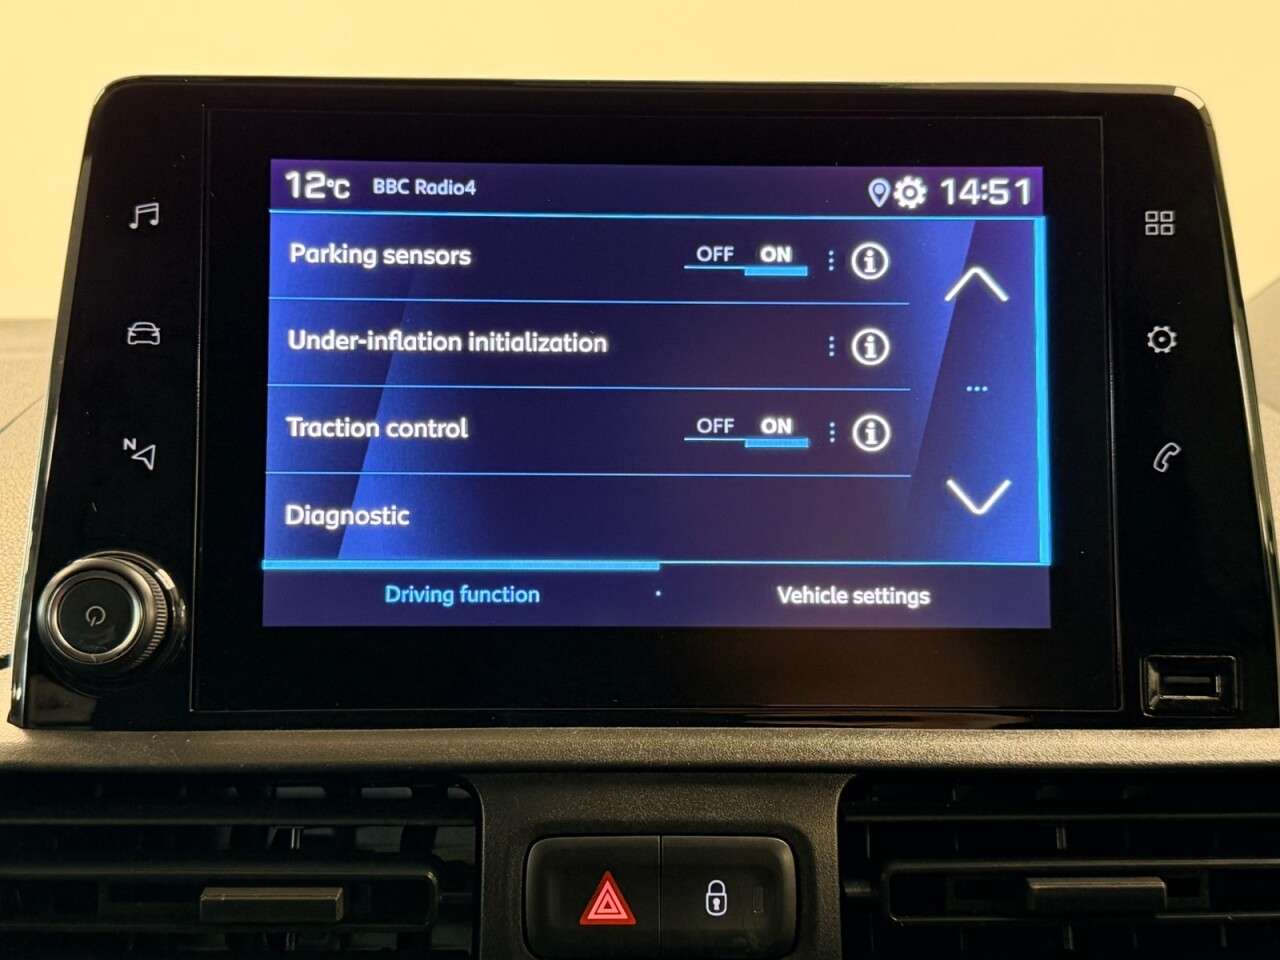 12°C BBC Radio4 14:51
Parking sensors OFF ON
Under-inflation initialization
Traction control OFF ON
Diagnostic
Driving function Vehicle settings
N